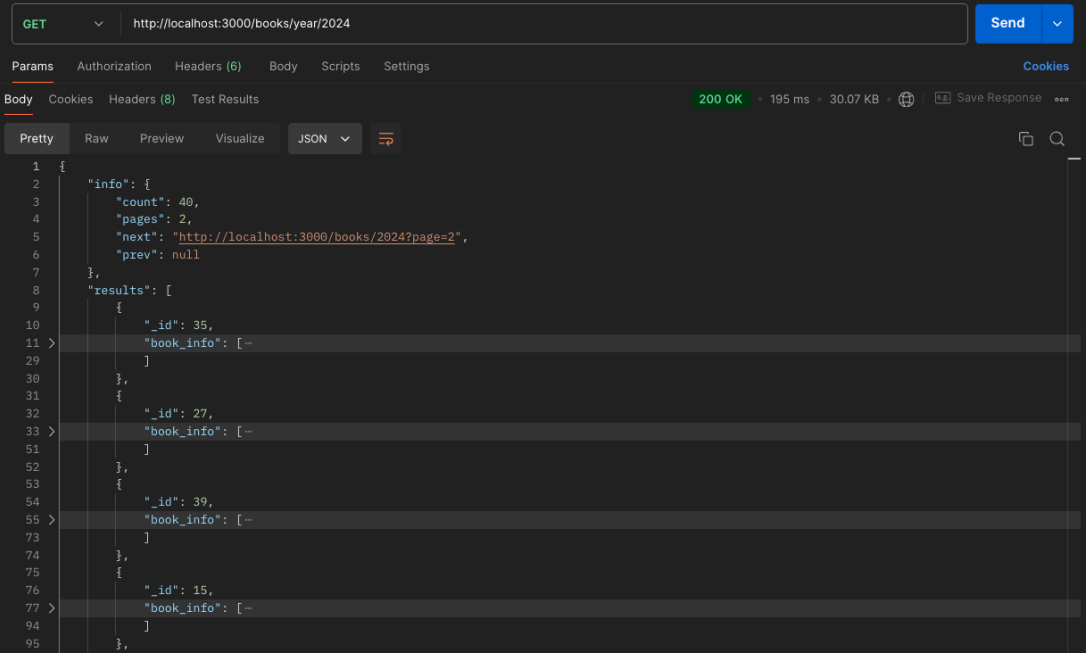 GET http://localhost:3000/books/year/2024 Send
Params Authorization Headers (6) Body Scripts Settings Cookies
Body Cookies Headers (8) Test Results 200 OK • 195 ms • 30.07 KB e.g. Save Response
Pretty Raw Preview Visualize JSON
1 {
2 "info": {
3 "count": 40,
4 "pages": 2,
5 "next": "http://localhost:3000/books/2024?page=2",
6 "prev": null
7 },
8 "results": [
9 {
10 "_id": 35,
11 "book_info": [⋯
29 ]
30 },
31 {
32 "_id": 27,
33 "book_info": [⋯
51 ]
52 },
53 {
54 "_id": 39,
55 "book_info": [⋯
73 ]
74 },
75 {
76 "_id": 15,
77 "book_info": [⋯
94 ]
95 },